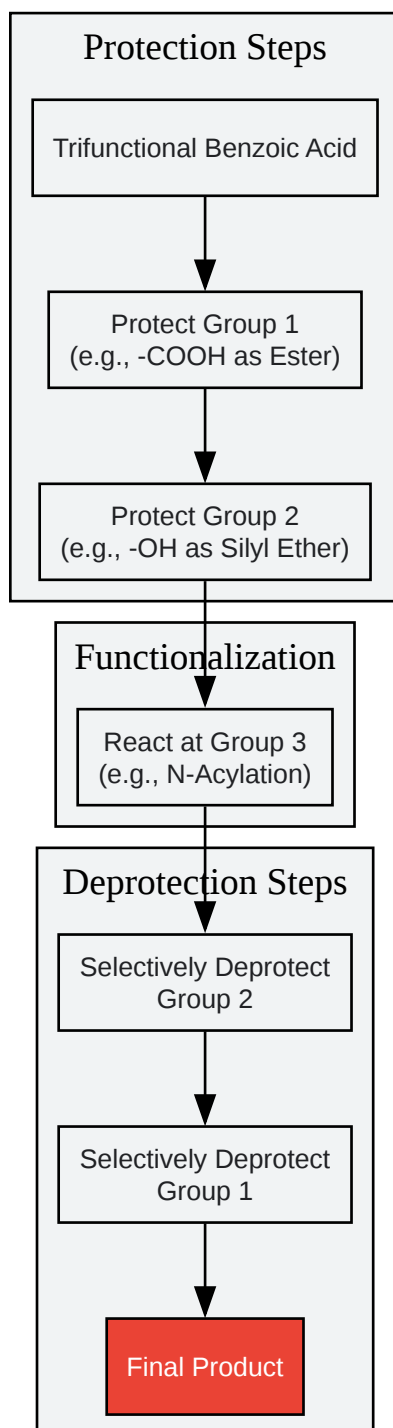 Protection Steps
Trifunctional Benzoic Acid
Protect Group 1
(e.g., -COOH as Ester)
Protect Group 2
(e.g., -OH as Silyl Ether)
Functionalization
React at Group 3
(e.g., N-Acylation)
Deprotection Steps
Selectively Deprotect
Group 2
Selectively Deprotect
Group 1
Final Product